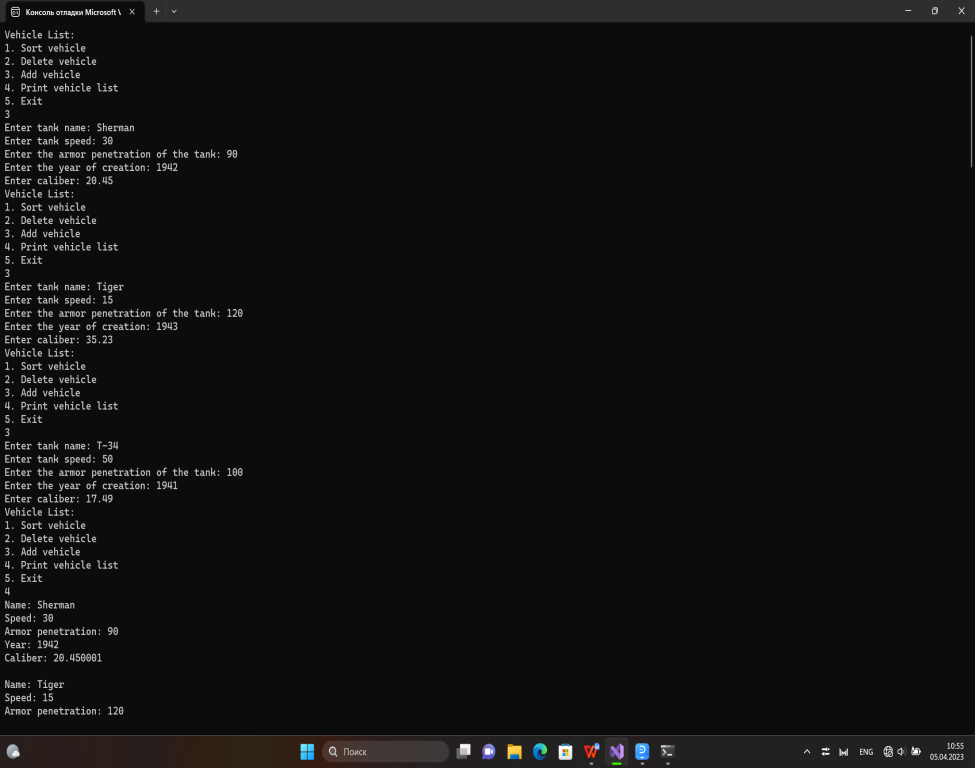 Консоль отладки Microsoft \
Vehicle List:
1. Sort vehicle
2. Delete vehicle
3. Add vehicle
4. Print vehicle list
5. Exit
3
Enter tank name: Sherman
Enter tank speed: 30
Enter the armor penetration of the tank: 90
Enter the year of creation: 1942
Enter caliber: 20.45
Vehicle List:
1. Sort vehicle
2. Delete vehicle
3. Add vehicle
4. Print vehicle list
5. Exit
3
Enter tank name: Tiger
Enter tank speed: 15
Enter the armor penetration of the tank: 120
Enter the year of creation: 1943
Enter caliber: 35.23
Vehicle List:
1. Sort vehicle
2. Delete vehicle
3. Add vehicle
4. Print vehicle list
5. Exit
3
Enter tank name: T-34
Enter tank speed: 50
Enter the armor penetration of the tank: 100
Enter the year of creation: 1941
Enter caliber: 17.49
Vehicle List:
1. Sort vehicle
2. Delete vehicle
3. Add vehicle
4. Print vehicle list
5. Exit
4
Name: Sherman
Speed: 30
Armor penetration: 90
Year: 1942
Caliber: 20.450001
Name: Tiger
Speed: 15
Armor penetration: 120
Поиск
ENG
10:55
05.04.2023